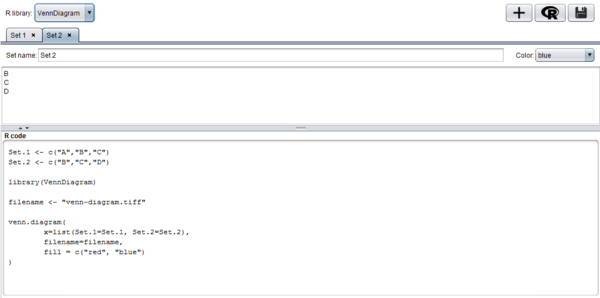 R library: VennDiagram
Set 1 × Set 2 ×
Set name: Set 2 Color: blue
B
C
D
R code
Set.1 <- c("A","B","C")
Set.2 <- c("B","C","D")
library(VennDiagram)
filename <- "venn-diagram.tiff"
venn.diagram(
x=list(Set.1=Set.1, Set.2=Set.2),
filename=filename,
fill = c("red", "blue")
)